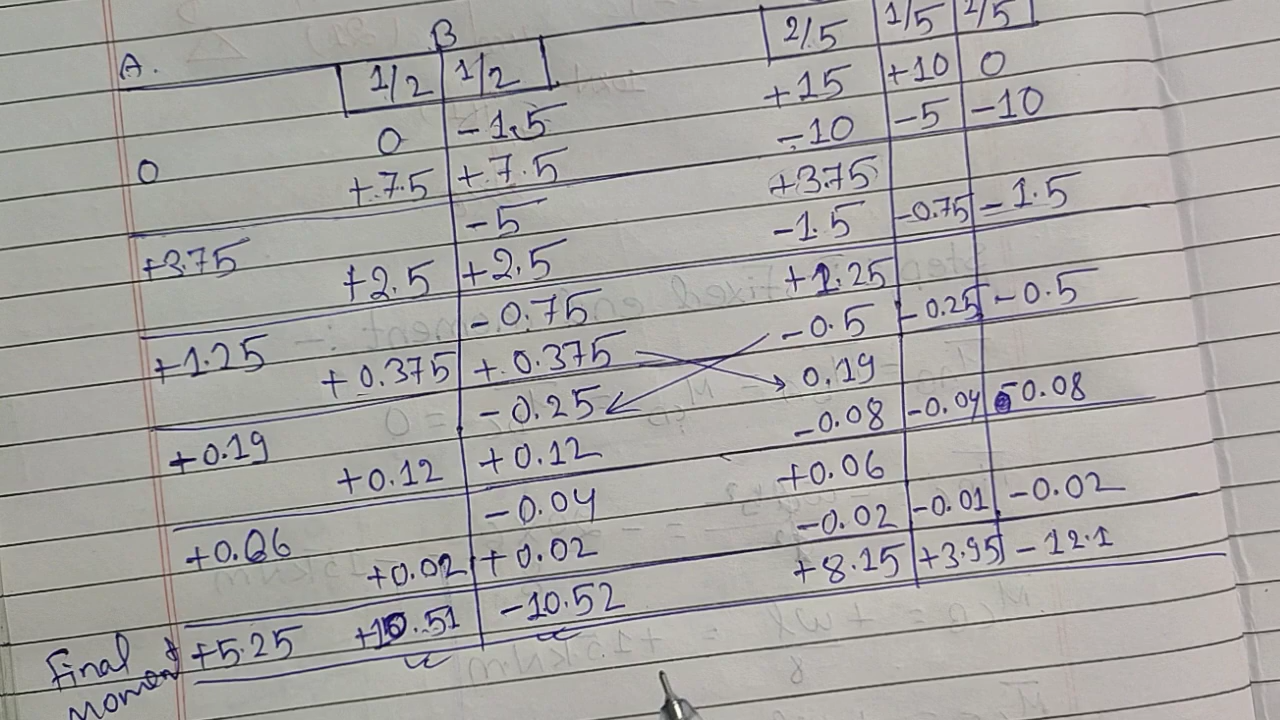 A. B
1/2 1/2 2/5 1/5 2/5
0 0 -1.5 +15 +10 0
+7.5 +7.5 -10 -5 -10
-5 +3.75
+3.75 +2.5 +2.5 -1.5 -0.75 -1.5
-0.75 +1.25
+1.25 +0.375 +0.375 -0.5 -0.25 -0.5
-0.25 0.19
+0.19 +0.12 +0.12 -0.08 -0.04 -0.08
-0.04 +0.06
+0.06 +0.02 +0.02 -0.02 -0.01 -0.02
Final Moment +5.25 +10.51 -10.52 +8.15 +3.95 -12.1